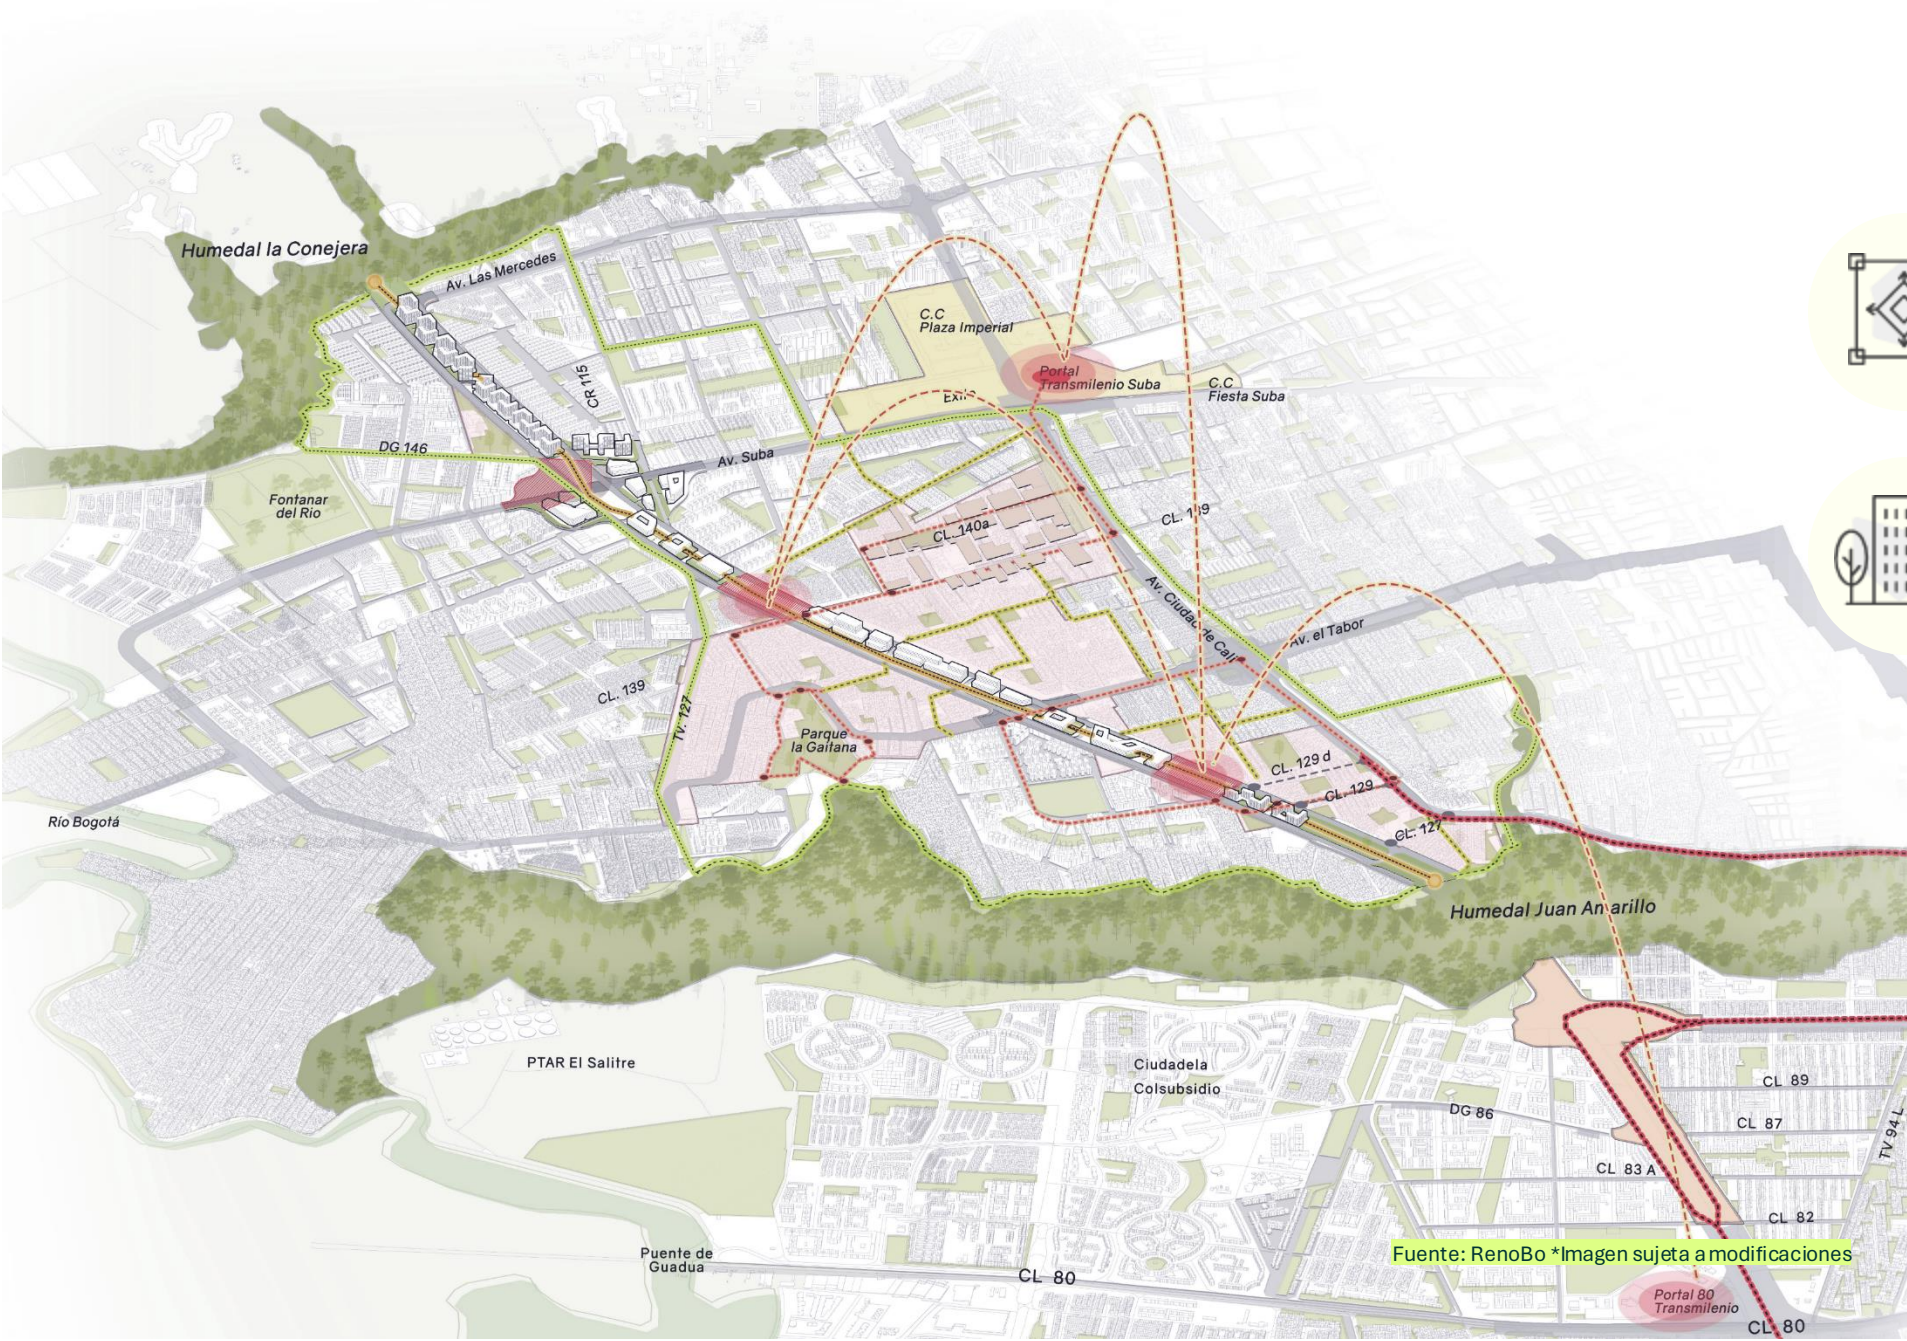 Humedal la Conejera
Av. Las Mercedes
C.C
Plaza Imperial
Portal
Transmilenio Suba
C.C
Fiesta Suba
CR 115
DG 146
Av. Suba
Fontanar
del Rio
CL. 140a
CL. 139
Av. Ciudad de Cali
Av. el Tabor
CL. 139
TV. 127
Parque
la Gaitana
CL. 129 d
CL. 129
CL. 127
Río Bogotá
Humedal Juan Amarillo
PTAR El Salitre
Ciudadela
Colsubsidio
CL 89
DG 86
CL 87
TV 94 L
CL 83 A
CL 82
Puente de
Guadua
CL 80
Fuente: RenoBo *Imagen sujeta a modificaciones
Portal 80
Transmilenio
CL 80